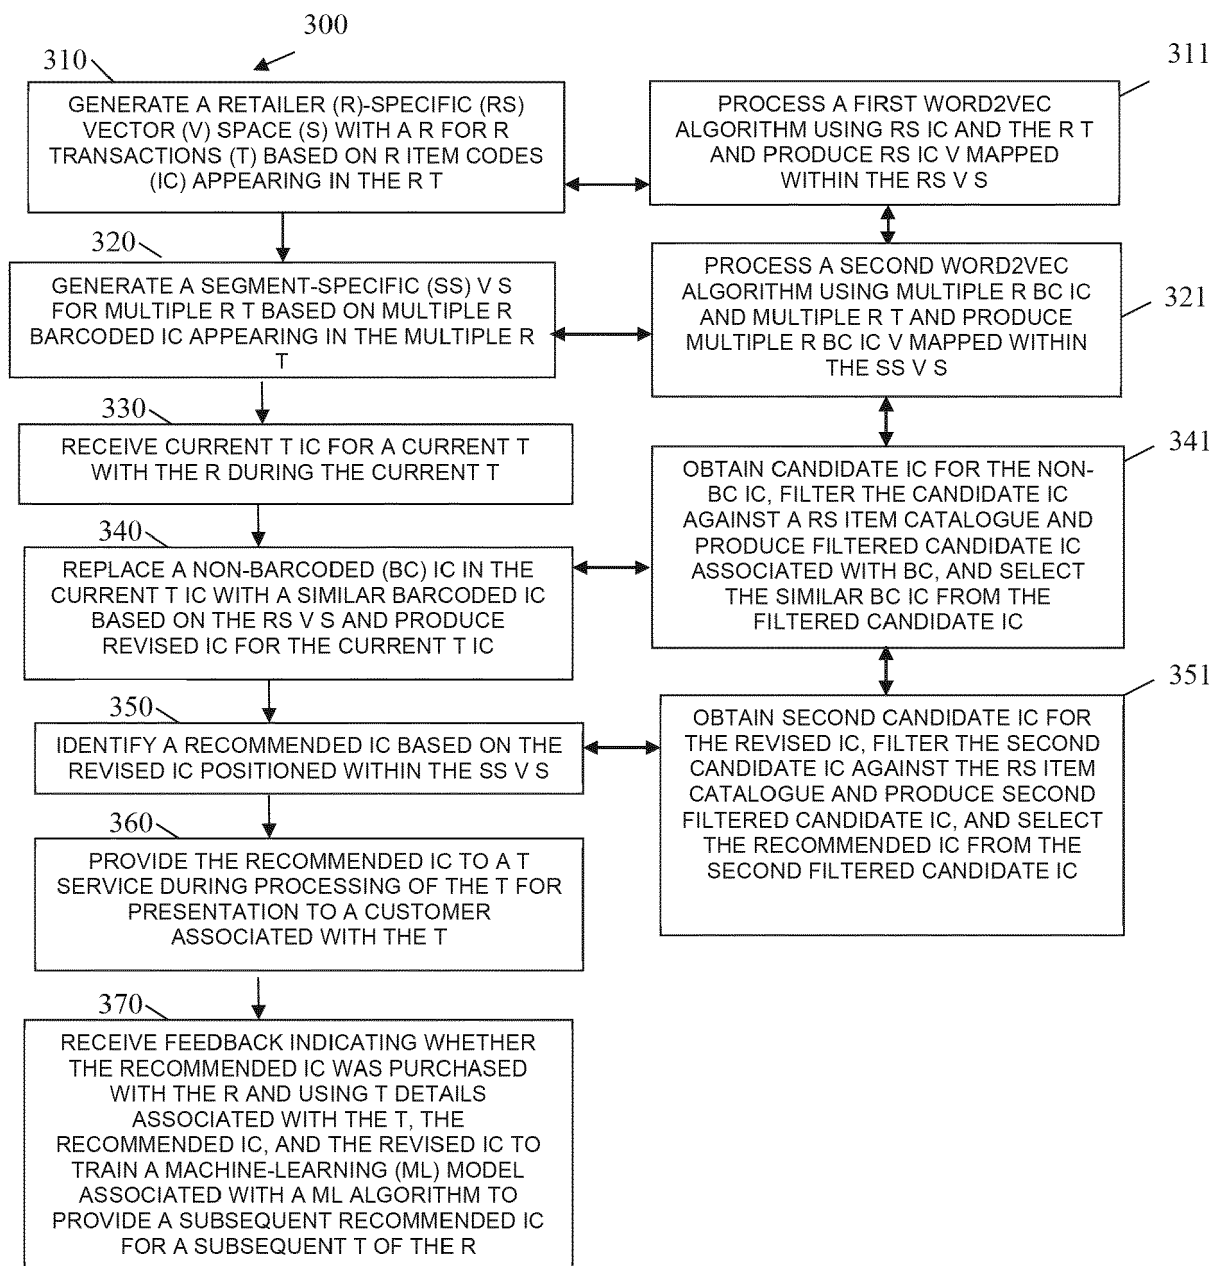 300
310
GENERATE A RETAILER (R)-SPECIFIC (RS)
VECTOR (V) SPACE (S) WITH A R FOR R
TRANSACTIONS (T) BASED ON R ITEM CODES
(IC) APPEARING IN THE R T
311
PROCESS A FIRST WORD2VEC
ALGORITHM USING RS IC AND THE R T
AND PRODUCE RS IC V MAPPED
WITHIN THE RS V S
320
GENERATE A SEGMENT-SPECIFIC (SS) V S
FOR MULTIPLE R T BASED ON MULTIPLE R
BARCODED IC APPEARING IN THE MULTIPLE R
T
321
PROCESS A SECOND WORD2VEC
ALGORITHM USING MULTIPLE R BC IC
AND MULTIPLE R T AND PRODUCE
MULTIPLE R BC IC V MAPPED WITHIN
THE SS V S
330
RECEIVE CURRENT T IC FOR A CURRENT T
WITH THE R DURING THE CURRENT T
340
REPLACE A NON-BARCODED (BC) IC IN THE
CURRENT T IC WITH A SIMILAR BARCODED IC
BASED ON THE RS V S AND PRODUCE
REVISED IC FOR THE CURRENT T IC
341
OBTAIN CANDIDATE IC FOR THE NON-
BC IC, FILTER THE CANDIDATE IC
AGAINST A RS ITEM CATALOGUE AND
PRODUCE FILTERED CANDIDATE IC
ASSOCIATED WITH BC, AND SELECT
THE SIMILAR BC IC FROM THE
FILTERED CANDIDATE IC
350
IDENTIFY A RECOMMENDED IC BASED ON THE
REVISED IC POSITIONED WITHIN THE SS V S
351
OBTAIN SECOND CANDIDATE IC FOR
THE REVISED IC, FILTER THE SECOND
CANDIDATE IC AGAINST THE RS ITEM
CATALOGUE AND PRODUCE SECOND
FILTERED CANDIDATE IC, AND SELECT
THE RECOMMENDED IC FROM THE
SECOND FILTERED CANDIDATE IC
360
PROVIDE THE RECOMMENDED IC TO A T
SERVICE DURING PROCESSING OF THE T FOR
PRESENTATION TO A CUSTOMER
ASSOCIATED WITH THE T
370
RECEIVE FEEDBACK INDICATING WHETHER
THE RECOMMENDED IC WAS PURCHASED
WITH THE R AND USING T DETAILS
ASSOCIATED WITH THE T, THE
RECOMMENDED IC, AND THE REVISED IC TO
TRAIN A MACHINE-LEARNING (ML) MODEL
ASSOCIATED WITH A ML ALGORITHM TO
PROVIDE A SUBSEQUENT RECOMMENDED IC
FOR A SUBSEQUENT T OF THE R